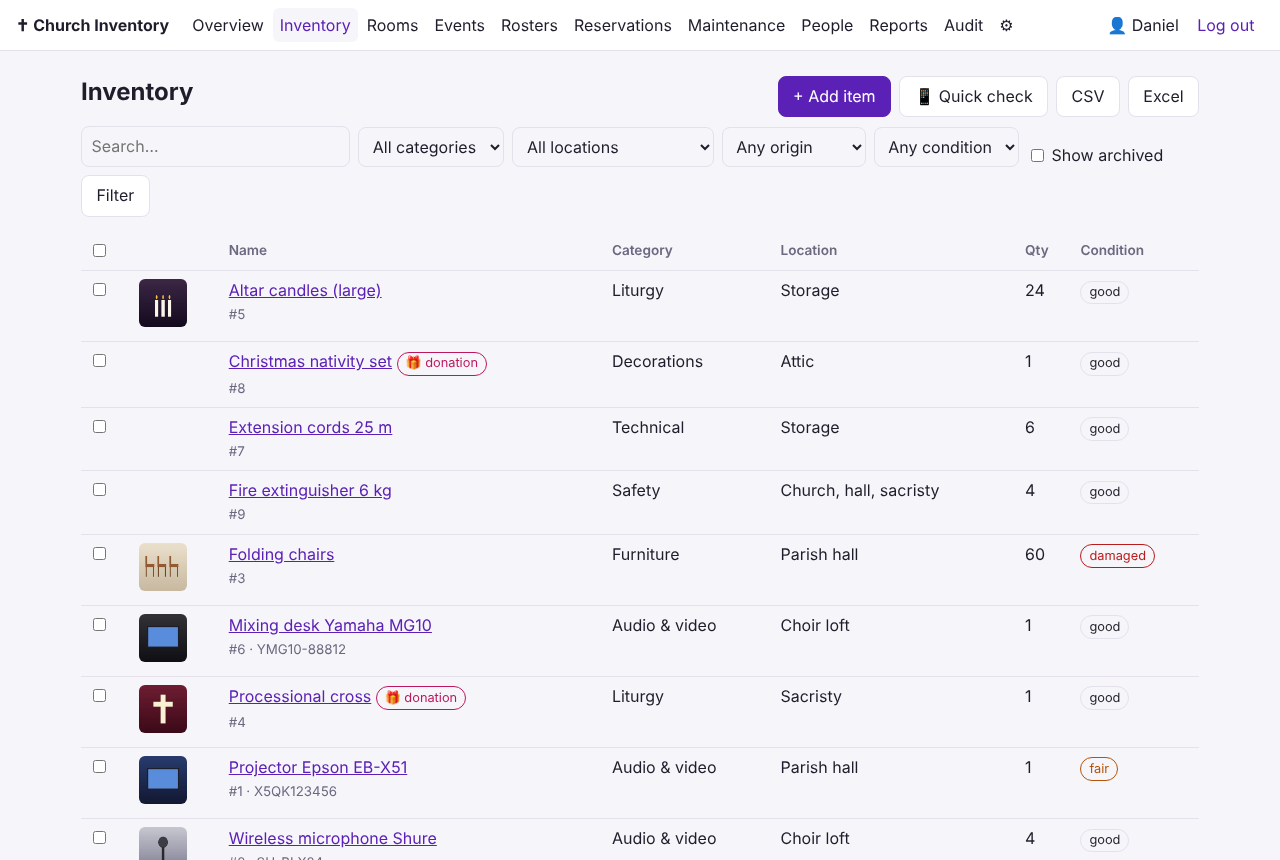 ✝ Church Inventory Overview Inventory Rooms Events Rosters Reservations Maintenance People Reports Audit ⚙ 👤 Daniel Log out
Inventory
+ Add item 📱 Quick check CSV Excel
Search... All categories All locations Any origin Any condition Show archived
Filter
Name Category Location Qty Condition
Altar candles (large) Liturgy Storage 24 good
#5
Christmas nativity set 🎁 donation Decorations Attic 1 good
#8
Extension cords 25 m Technical Storage 6 good
#7
Fire extinguisher 6 kg Safety Church, hall, sacristy 4 good
#9
Folding chairs Furniture Parish hall 60 damaged
#3
Mixing desk Yamaha MG10 Audio & video Choir loft 1 good
#6 · YMG10-88812
Processional cross 🎁 donation Liturgy Sacristy 1 good
#4
Projector Epson EB-X51 Audio & video Parish hall 1 fair
#1 · X5QK123456
Wireless microphone Shure Audio & video Choir loft 4 good